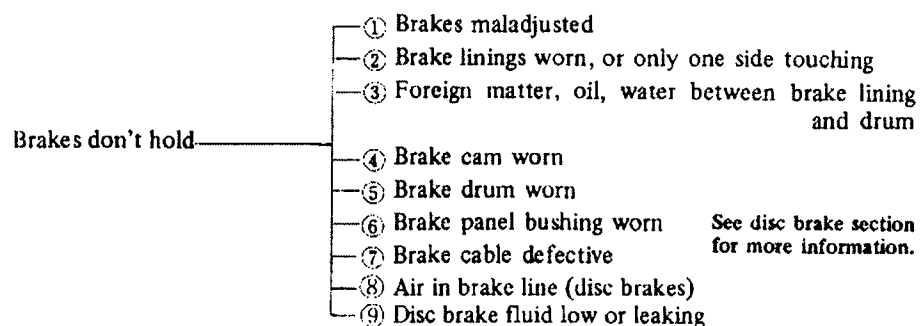 ① Brakes maladjusted
② Brake linings worn, or only one side touching
③ Foreign matter, oil, water between brake lining
and drum
Brakes don't hold
④ Brake cam worn
⑤ Brake drum worn
⑥ Brake panel bushing worn
⑦ Brake cable defective
⑧ Air in brake line (disc brakes)
⑨ Disc brake fluid low or leaking
See disc brake section
for more information.